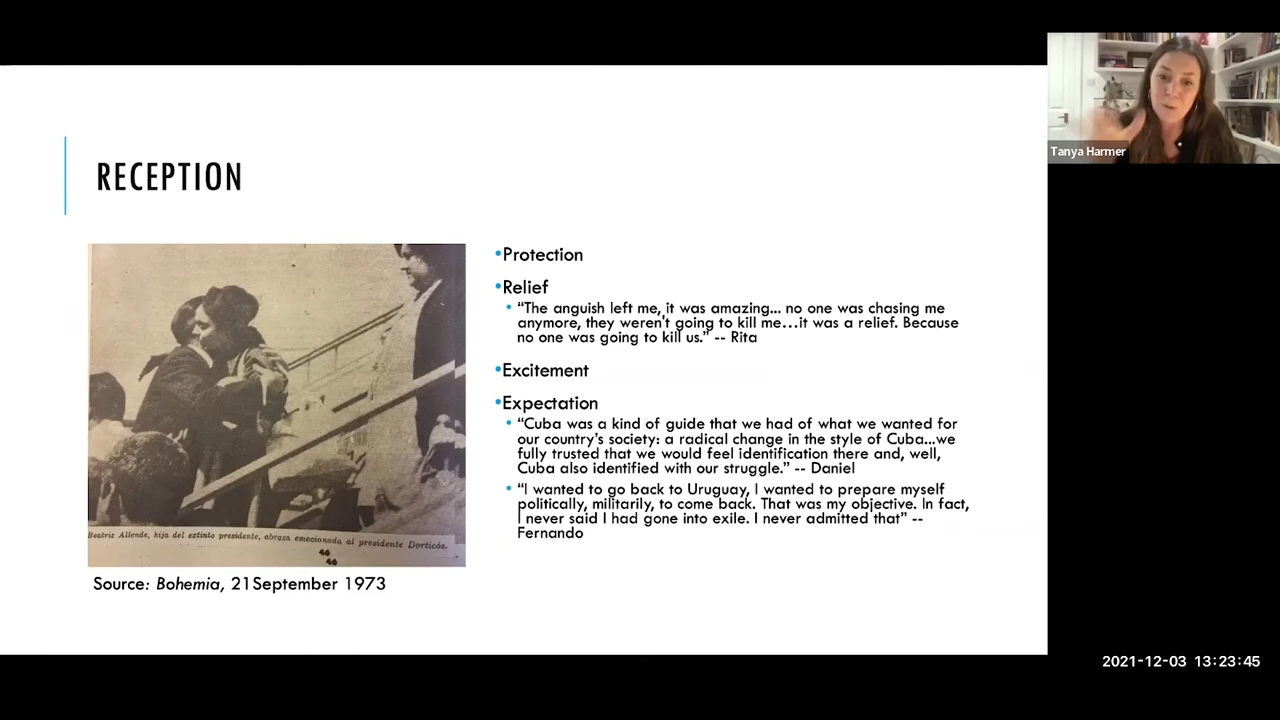 Tanya Harmer
RECEPTION
•Protection
•Relief
• “The anguish left me, it was amazing... no one was chasing me
anymore, they weren't going to kill me…it was a relief. Because
no one was going to kill us.” -- Rita
•Excitement
•Expectation
• “Cuba was a kind of guide that we had of what we wanted for
our country’s society: a radical change in the style of Cuba...we
fully trusted that we would feel identification there and, well,
Cuba also identified with our struggle.” -- Daniel
• “I wanted to go back to Uruguay, I wanted to prepare myself
politically, militarily, to come back. That was my objective. In fact,
I never said I had gone into exile. I never admitted that” --
Fernando
Beatriz Allende, hija del extinto presidente, abraza emocionada al presidente Dorticós.
Source: Bohemia, 21September 1973
2021-12-03 13:23:45